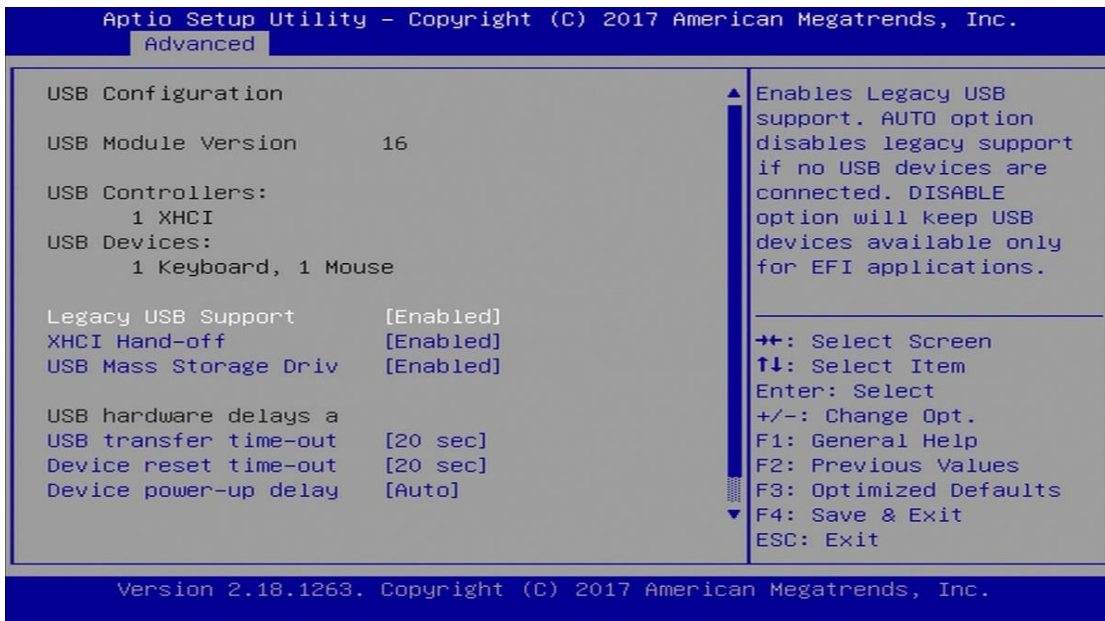 Aptio Setup Utility – Copyright (C) 2017 American Megatrends, Inc.
Advanced
USB Configuration
USB Module Version 16
USB Controllers:
1 XHCI
USB Devices:
1 Keyboard, 1 Mouse
Legacy USB Support [Enabled]
XHCI Hand-off [Enabled]
USB Mass Storage Driv [Enabled]
USB hardware delays a
USB transfer time-out [20 sec]
Device reset time-out [20 sec]
Device power-up delay [Auto]
Enables Legacy USB
support. AUTO option
disables legacy support
if no USB devices are
connected. DISABLE
option will keep USB
devices available only
for EFI applications.
→←: Select Screen
↑↓: Select Item
Enter: Select
+/-: Change Opt.
F1: General Help
F2: Previous Values
F3: Optimized Defaults
F4: Save & Exit
ESC: Exit
Version 2.18.1263. Copyright (C) 2017 American Megatrends, Inc.